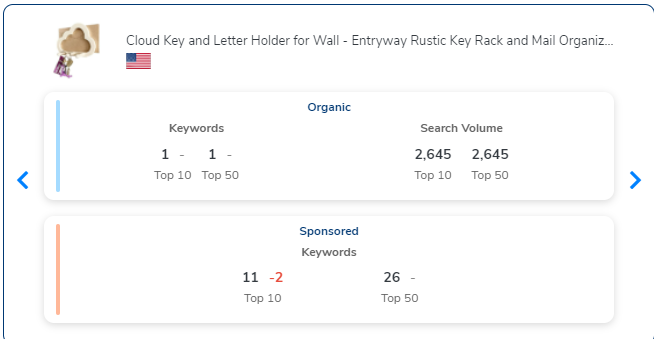 Cloud Key and Letter Holder for Wall - Entryway Rustic Key Rack and Mail Organiz...
Organic
Keywords
Search Volume
1 - 1 -
2,645 2,645
Top 10 Top 50
Top 10 Top 50
Sponsored
Keywords
11 -2 26 -
Top 10 Top 50